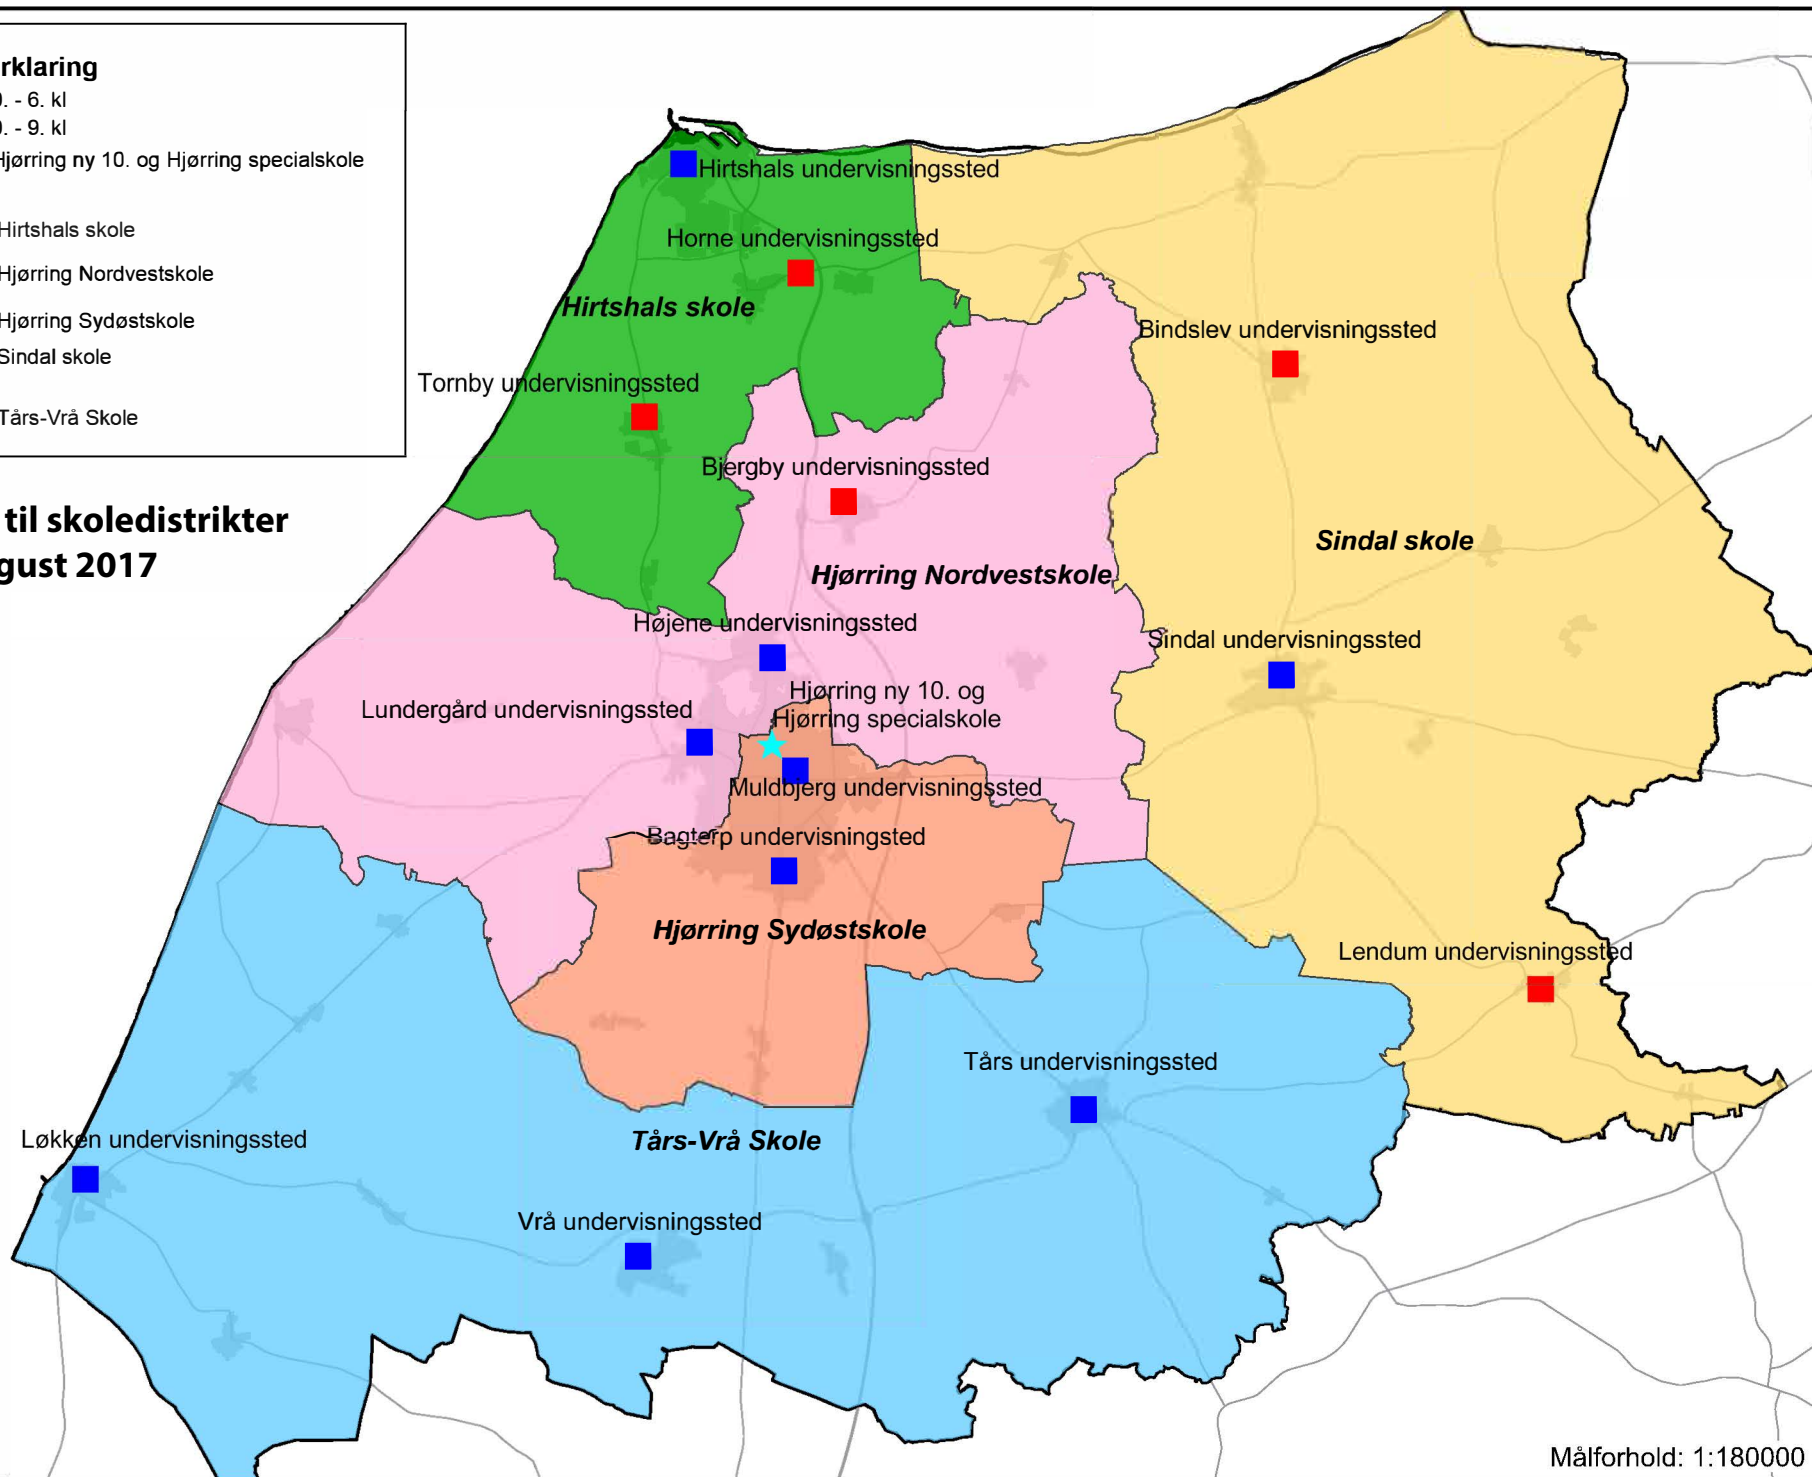 rklaring
0. - 6. kl
0. - 9. kl
Hjørring ny 10. og Hjørring specialskole
Hirtshals skole
Hjørring Nordvestskole
Hjørring Sydøstskole
Sindal skole
Tårs-Vrå Skole
til skoledistrikter
gust 2017
Hirtshals undervisningssted
Horne undervisningssted
Hirtshals skole
Bindslev undervisningssted
Tornby undervisningssted
Bjergby undervisningssted
Sindal skole
Hjørring Nordvestskole
Højene undervisningssted
Sindal undervisningssted
Hjørring ny 10. og
Hjørring specialskole
Lundergård undervisningssted
Muldbjerg undervisningssted
Bagterp undervisningsted
Hjørring Sydøstskole
Lendum undervisningssted
Tårs undervisningssted
Løkken undervisningssted
Tårs-Vrå Skole
Vrå undervisningssted
Målforhold: 1:180000